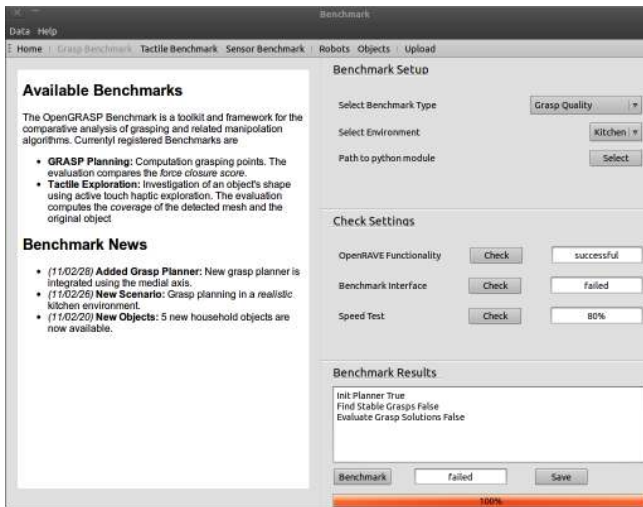 Benchmark
Data Help
Home Grasp Benchmark Tactile Benchmark Sensor Benchmark Robots Objects Upload
Available Benchmarks
The OpenGRASP Benchmark is a toolkit and framework for the
comparative analysis of grasping and related manipolation
algorithms. Currentyl registered Benchmarks are
• GRASP Planning: Computation grasping points. The
evaluation compares the force closure score.
• Tactile Exploration: Investigation of an object's shape
using active touch haptic exploration. The evaluation
computes the coverage of the detected mesh and the
original object
Benchmark News
• (11/02/28) Added Grasp Planner: New grasp planner is
integrated using the medial axis.
• (11/02/26) New Scenario: Grasp planning in a realistic
kitchen environment.
• (11/02/20) New Objects: 5 new household objects are
now available.
Benchmark Setup
Select Benchmark Type Grasp Quality
Select Environment Kitchen
Path to python module Select
Check Settings
OpenRAVE Functionality Check successful
Benchmark Interface Check failed
Speed Test Check 80%
Benchmark Results
Init Planner True
Find Stable Grasps False
Evaluate Grasp Solutions False
Benchmark failed Save
100%